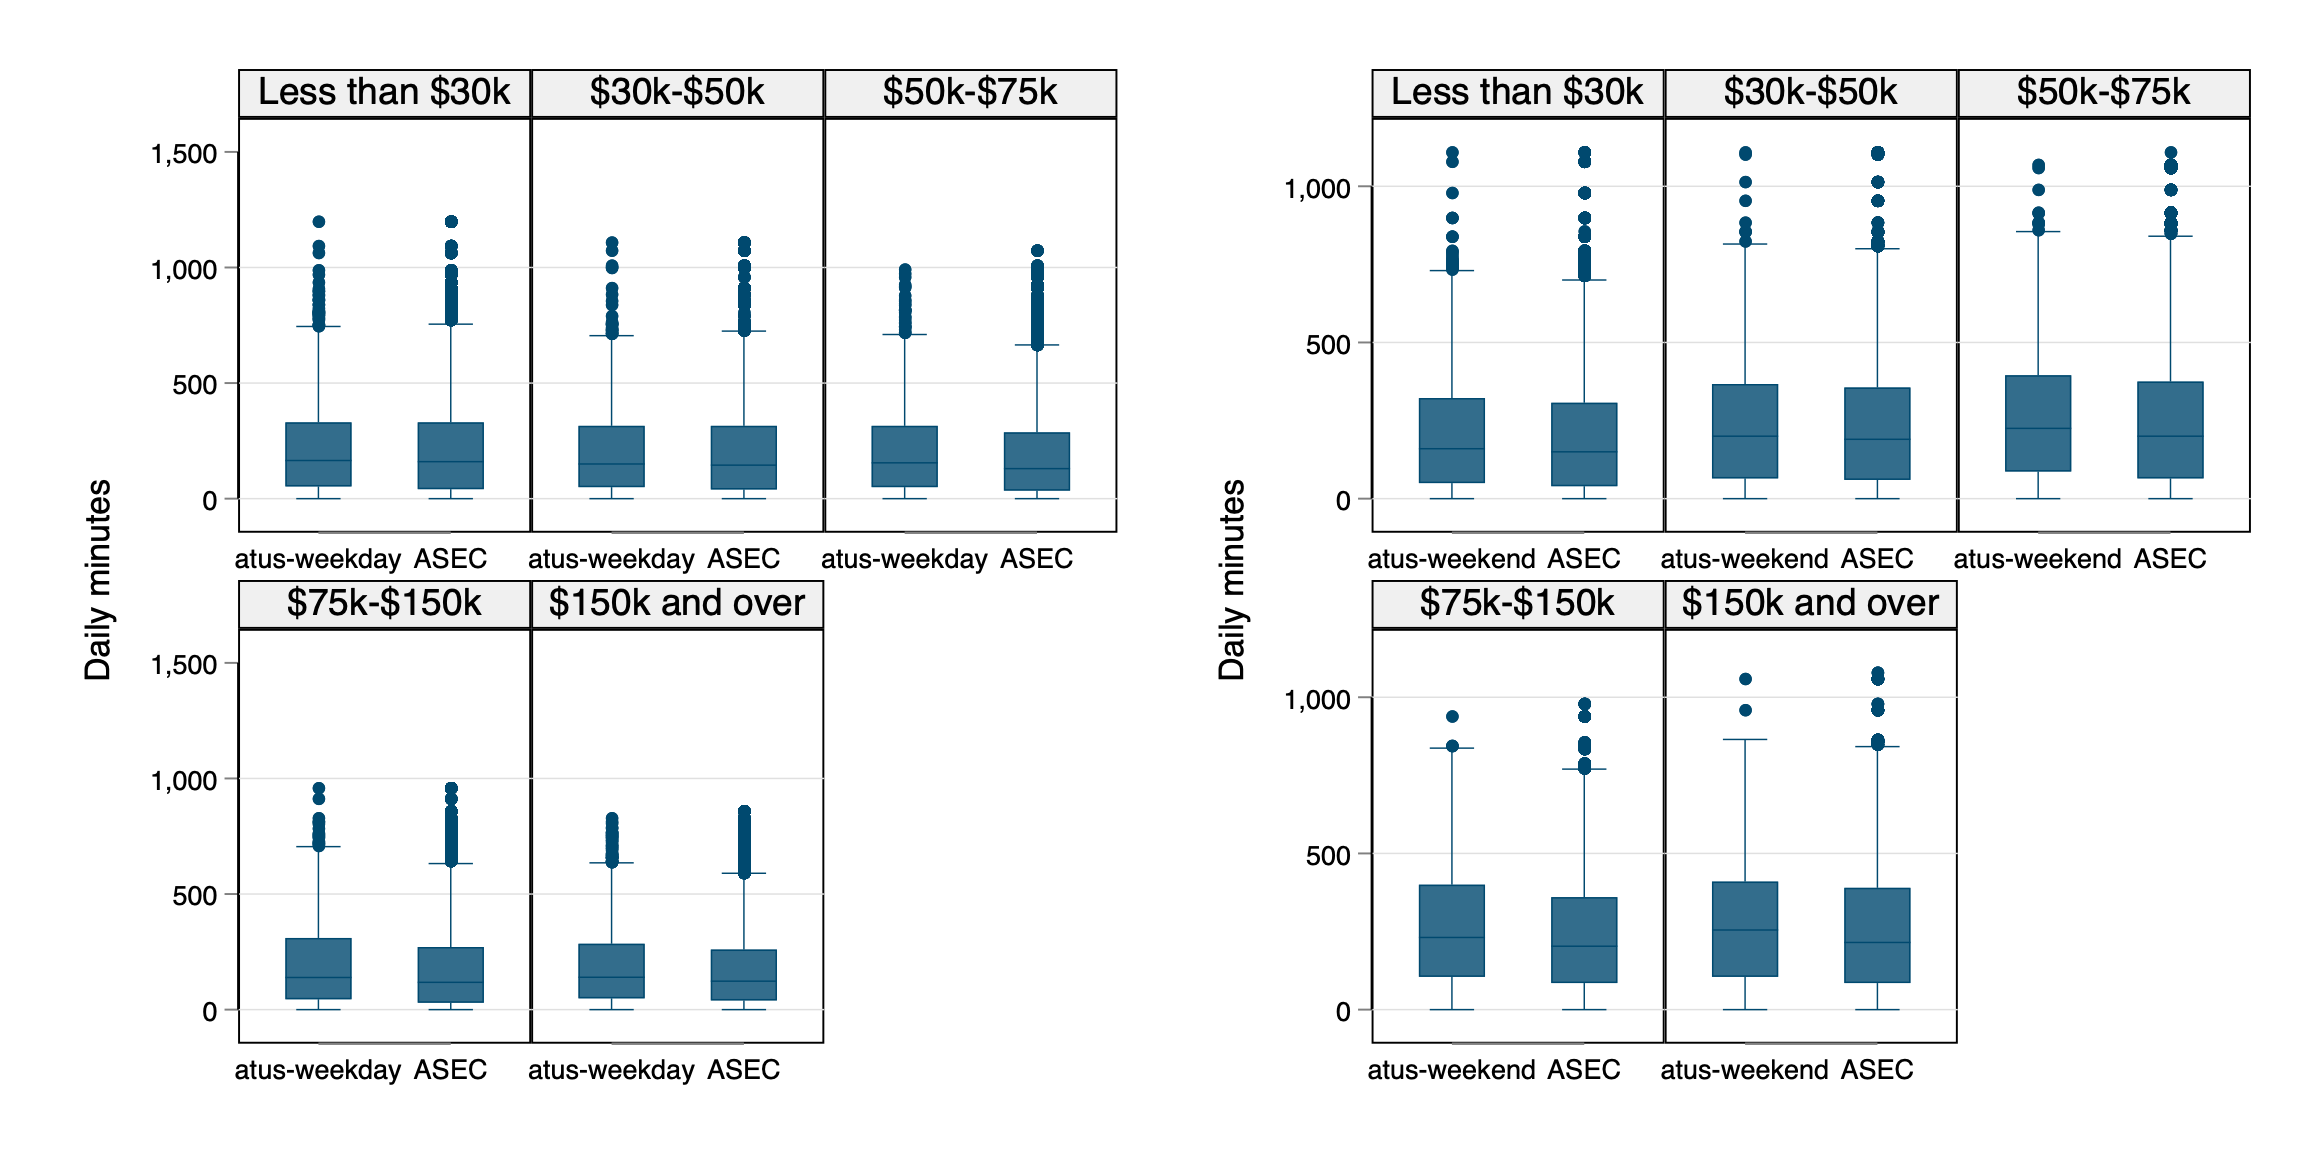 Daily minutes
Less than $30k $30k-$50k $50k-$75k
1,500
1,000
500
0
atus-weekday ASEC atus-weekday ASEC atus-weekday ASEC
$75k-$150k $150k and over
1,500
1,000
500
0
atus-weekday ASEC atus-weekday ASEC
Daily minutes
Less than $30k $30k-$50k $50k-$75k
1,000
500
0
atus-weekend ASEC atus-weekend ASEC atus-weekend ASEC
$75k-$150k $150k and over
1,000
500
0
atus-weekend ASEC atus-weekend ASEC